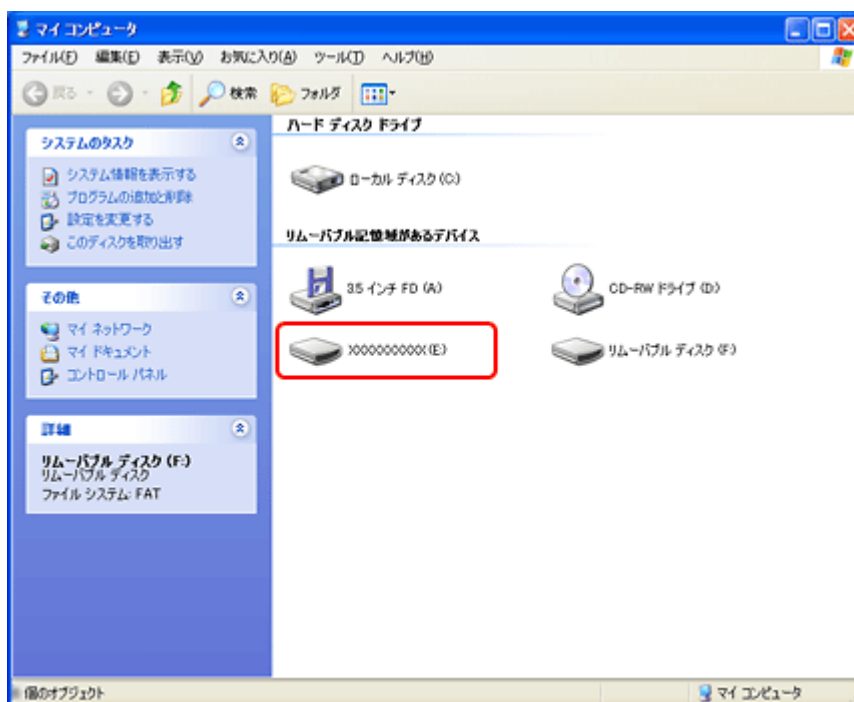 マイ コンピュータ
ファイル(F) 編集(E) 表示(V) お気に入り(A) ツール(T) ヘルプ(H)
戻る 検索 フォルダ
システムのタスク
システム情報を表示する
プログラムの追加と削除
設定を変更する
このディスクを取り出す
その他
マイ ネットワーク
マイ ドキュメント
コントロール パネル
詳細
リムーバブル ディスク (F:)
リムーバブル ディスク
ファイル システム: FAT
ハード ディスク ドライブ
ローカル ディスク (C:)
リムーバブル記憶域があるデバイス
3.5 インチ FD (A:)
CD-RW ドライブ (D:)
XXXXXXXXXX (E:)
リムーバブル ディスク (F:)
個のオブジェクト
マイ コンピュータ